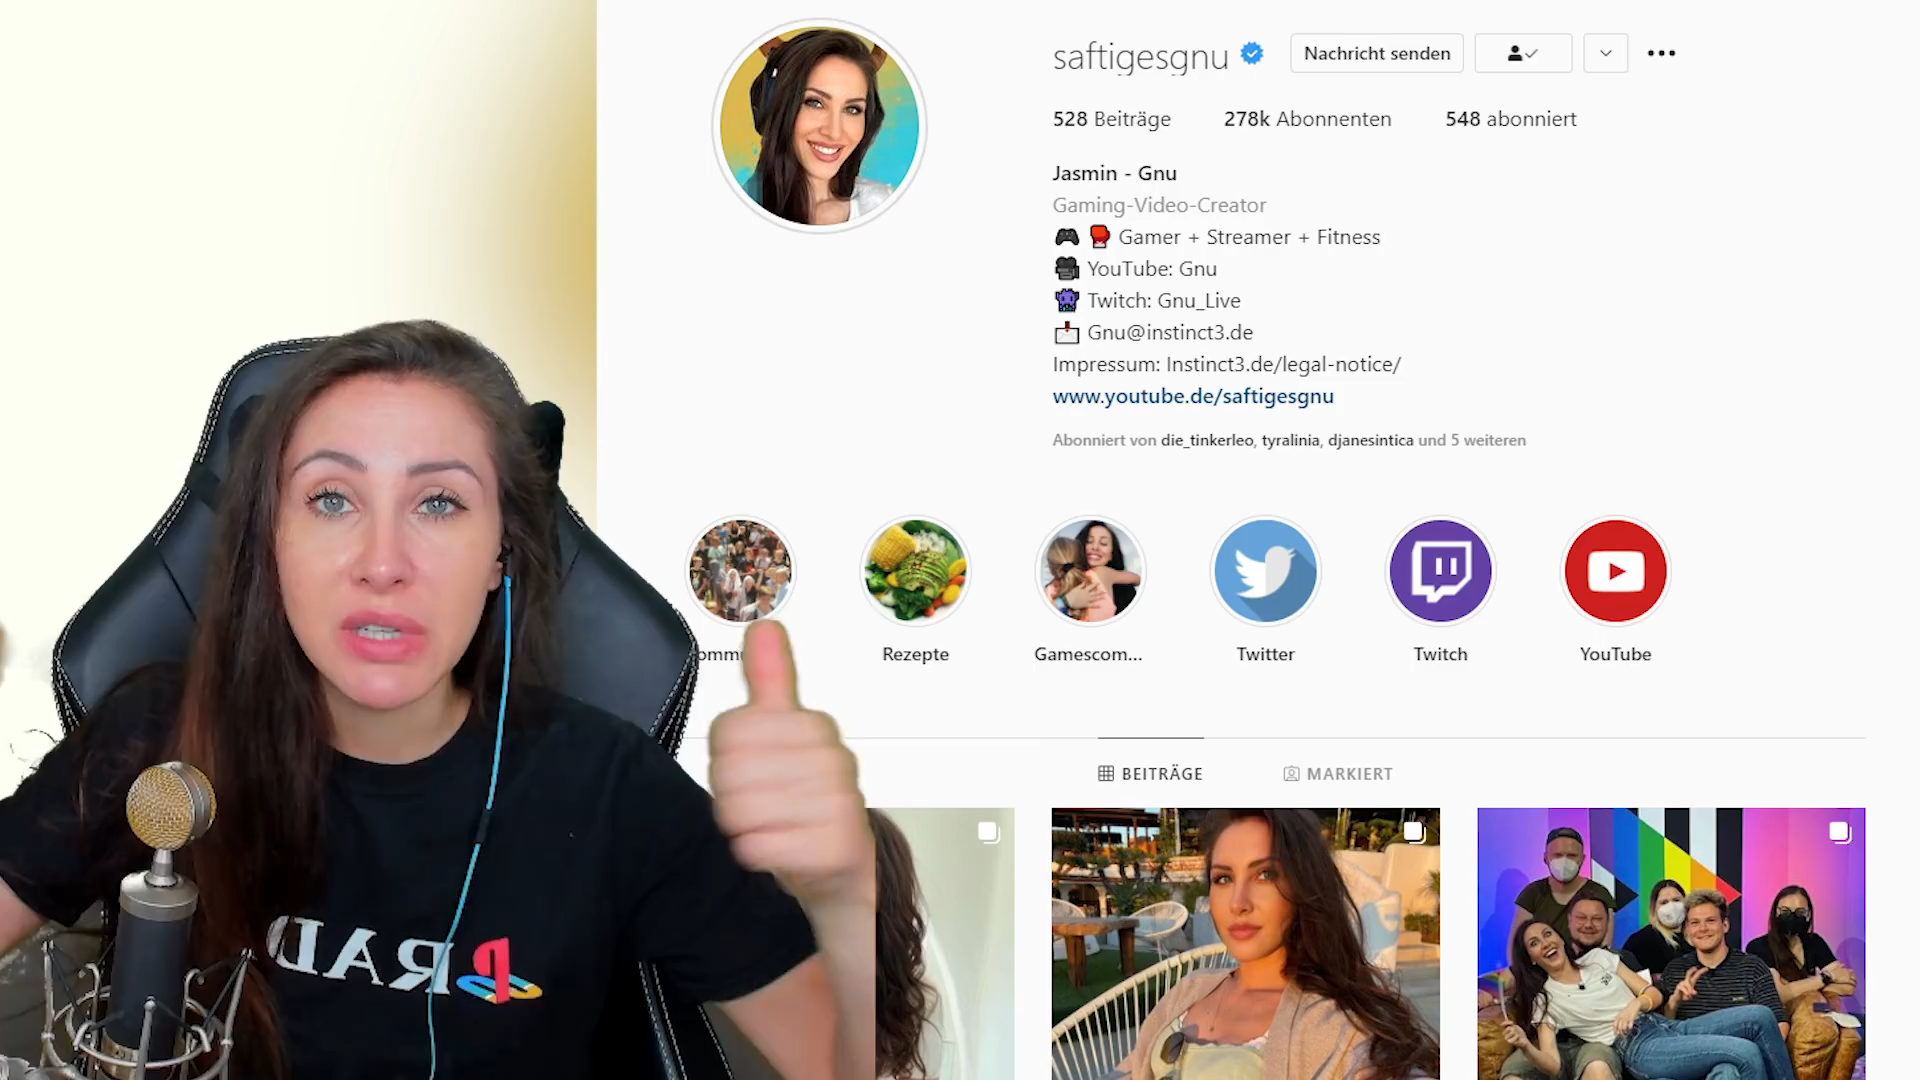 saftigesgnu
Nachricht senden
528 Beiträge 278k Abonnenten 548 abonniert
Jasmin - Gnu
Gaming-Video-Creator
Gamer + Streamer + Fitness
YouTube: Gnu
Twitch: Gnu_Live
Gnu@instinct3.de
Impressum: Instinct3.de/legal-notice/
www.youtube.de/saftigesgnu
Abonniert von die_tinkerleo, tyralinia, djanesintica und 5 weiteren
Rezepte Gamescom... Twitter Twitch YouTube
BEITRÄGE MARKIERT